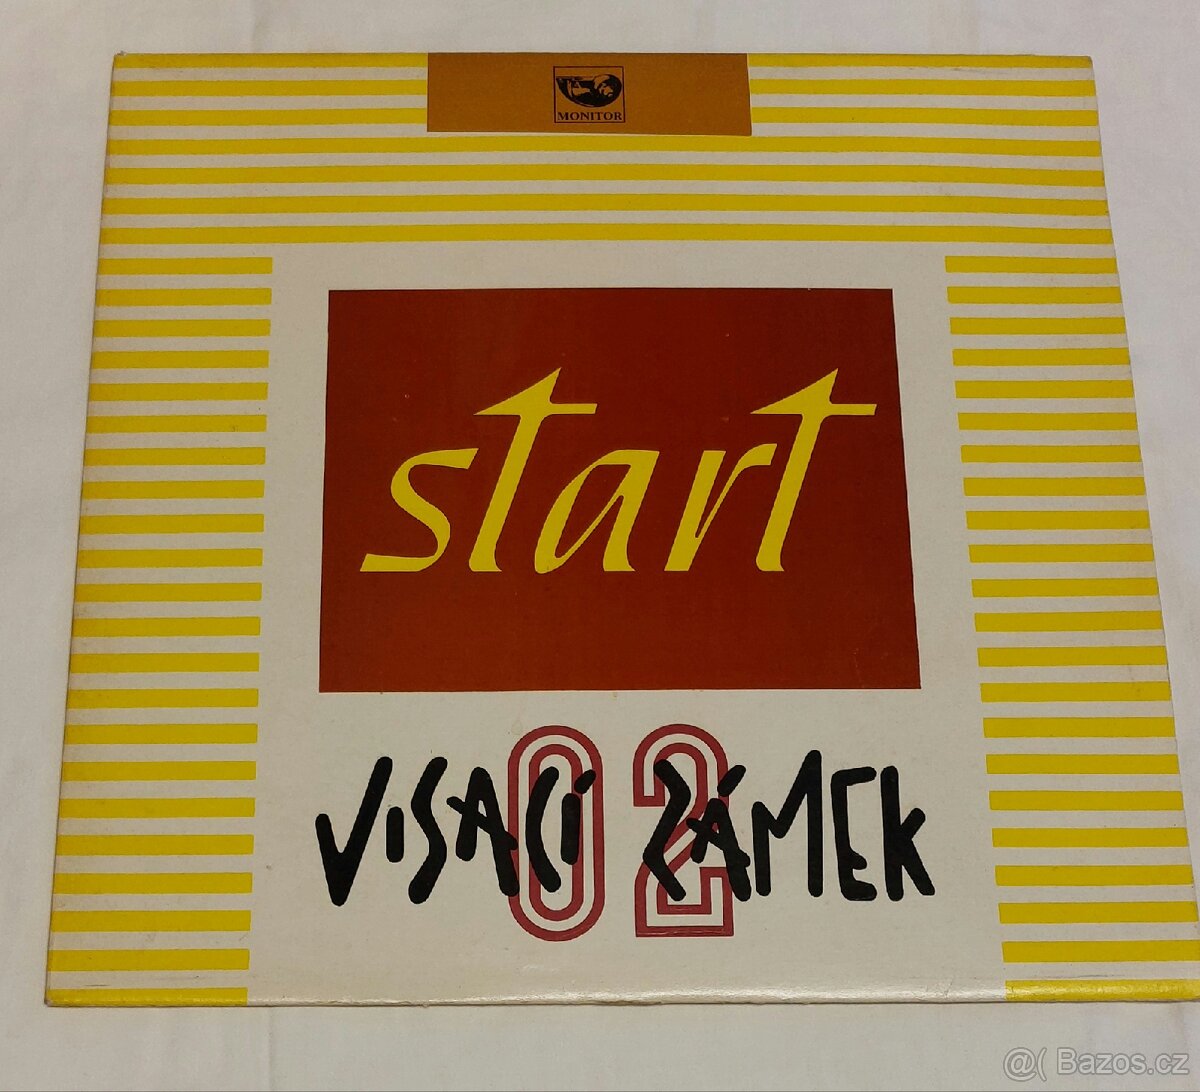 MONITOR
start
02
VISACÍ ZÁMEK
@( Bazos.cz